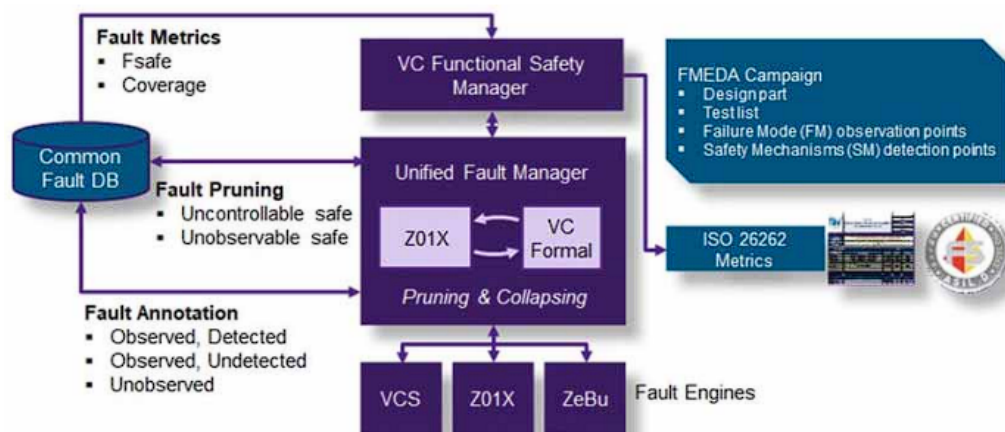 Fault Metrics
▪ Fsafe
▪ Coverage
VC Functional Safety
Manager
FMEDA Campaign
▪ Design part
▪ Test list
▪ Failure Mode (FM) observation points
▪ Safety Mechanisms (SM) detection points
Common
Fault DB
Fault Pruning
▪ Uncontrollable safe
▪ Unobservable safe
Unified Fault Manager
Z01X
VC
Formal
Pruning & Collapsing
ISO 26262
Metrics
Fault Annotation
▪ Observed, Detected
▪ Observed, Undetected
▪ Unobserved
VCS
Z01X
ZeBu
Fault Engines